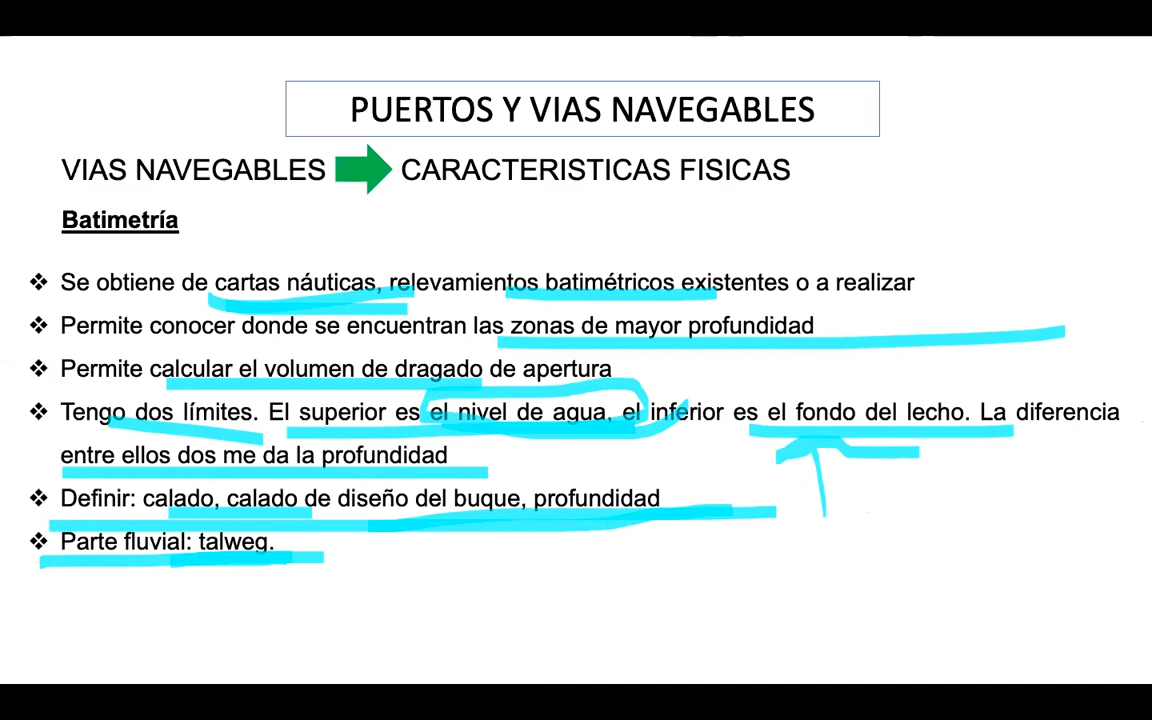 PUERTOS Y VIAS NAVEGABLES
VIAS NAVEGABLES CARACTERISTICAS FISICAS
Batimetría
❖ Se obtiene de cartas náuticas, relevamientos batimétricos existentes o a realizar
❖ Permite conocer donde se encuentran las zonas de mayor profundidad
❖ Permite calcular el volumen de dragado de apertura
❖ Tengo dos límites. El superior es el nivel de agua, el inferior es el fondo del lecho. La diferencia
entre ellos dos me da la profundidad
❖ Definir: calado, calado de diseño del buque, profundidad
❖ Parte fluvial: talweg.